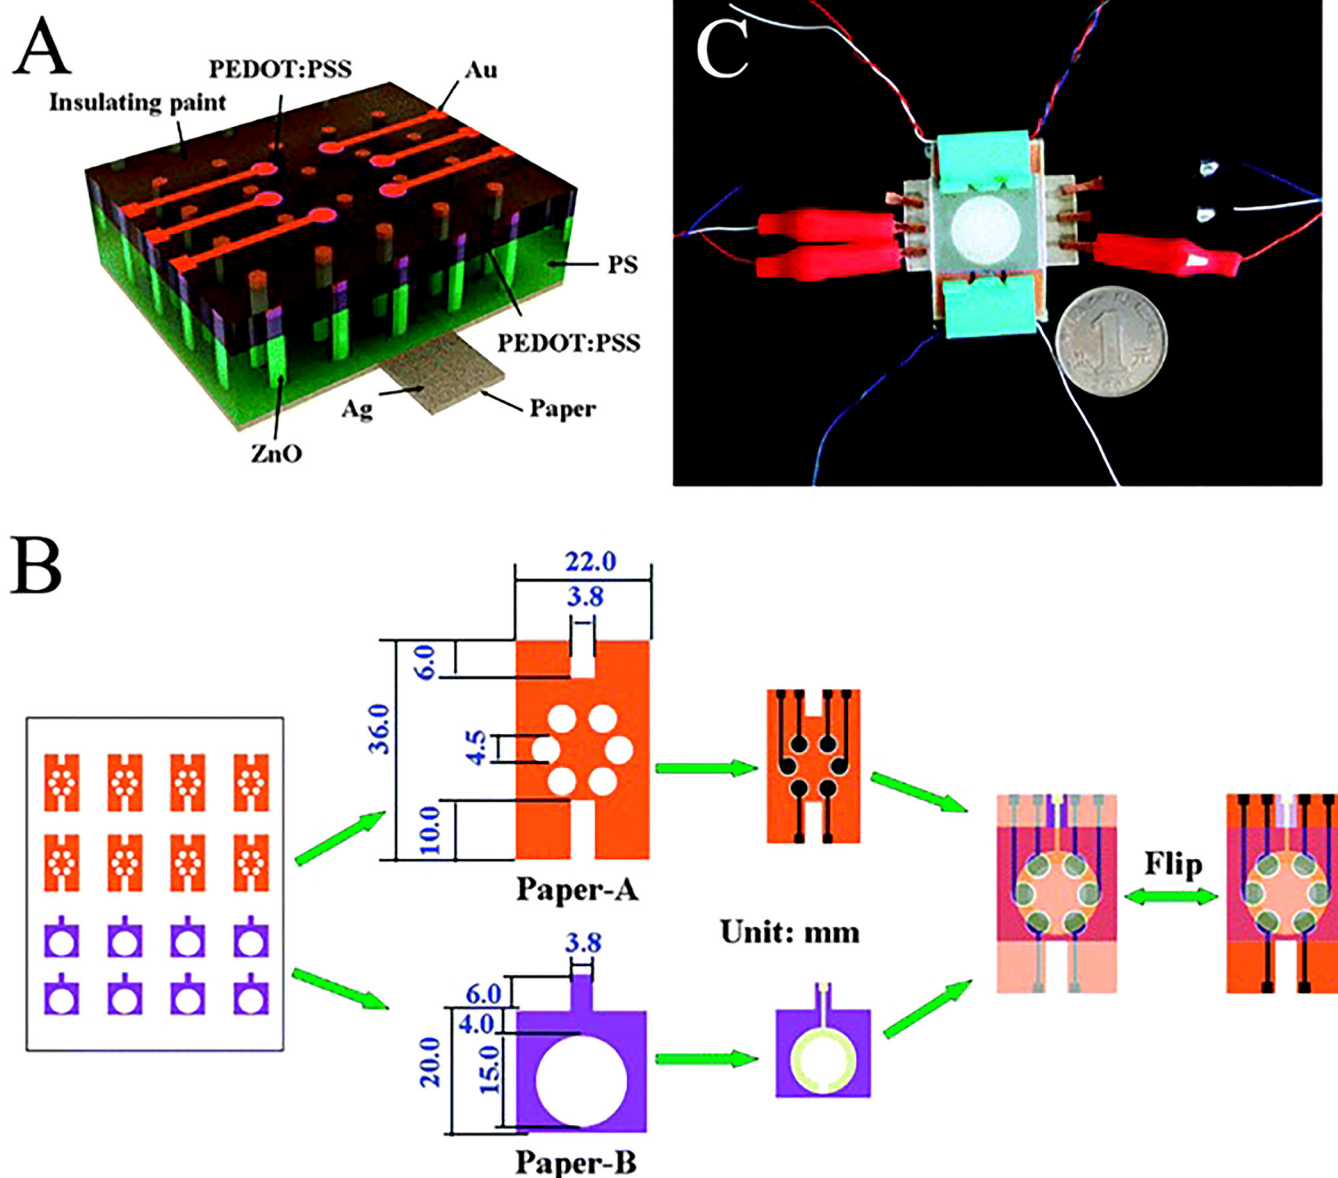 A
PEDOT:PSS
Au
Insulating paint
PS
PEDOT:PSS
Ag
Paper
ZnO
C
1
B
22.0
3.8
6.0
36.0
4.5
10.0
Paper-A
Flip
Unit: mm
3.8
6.0
4.0
20.0
15.0
Paper-B